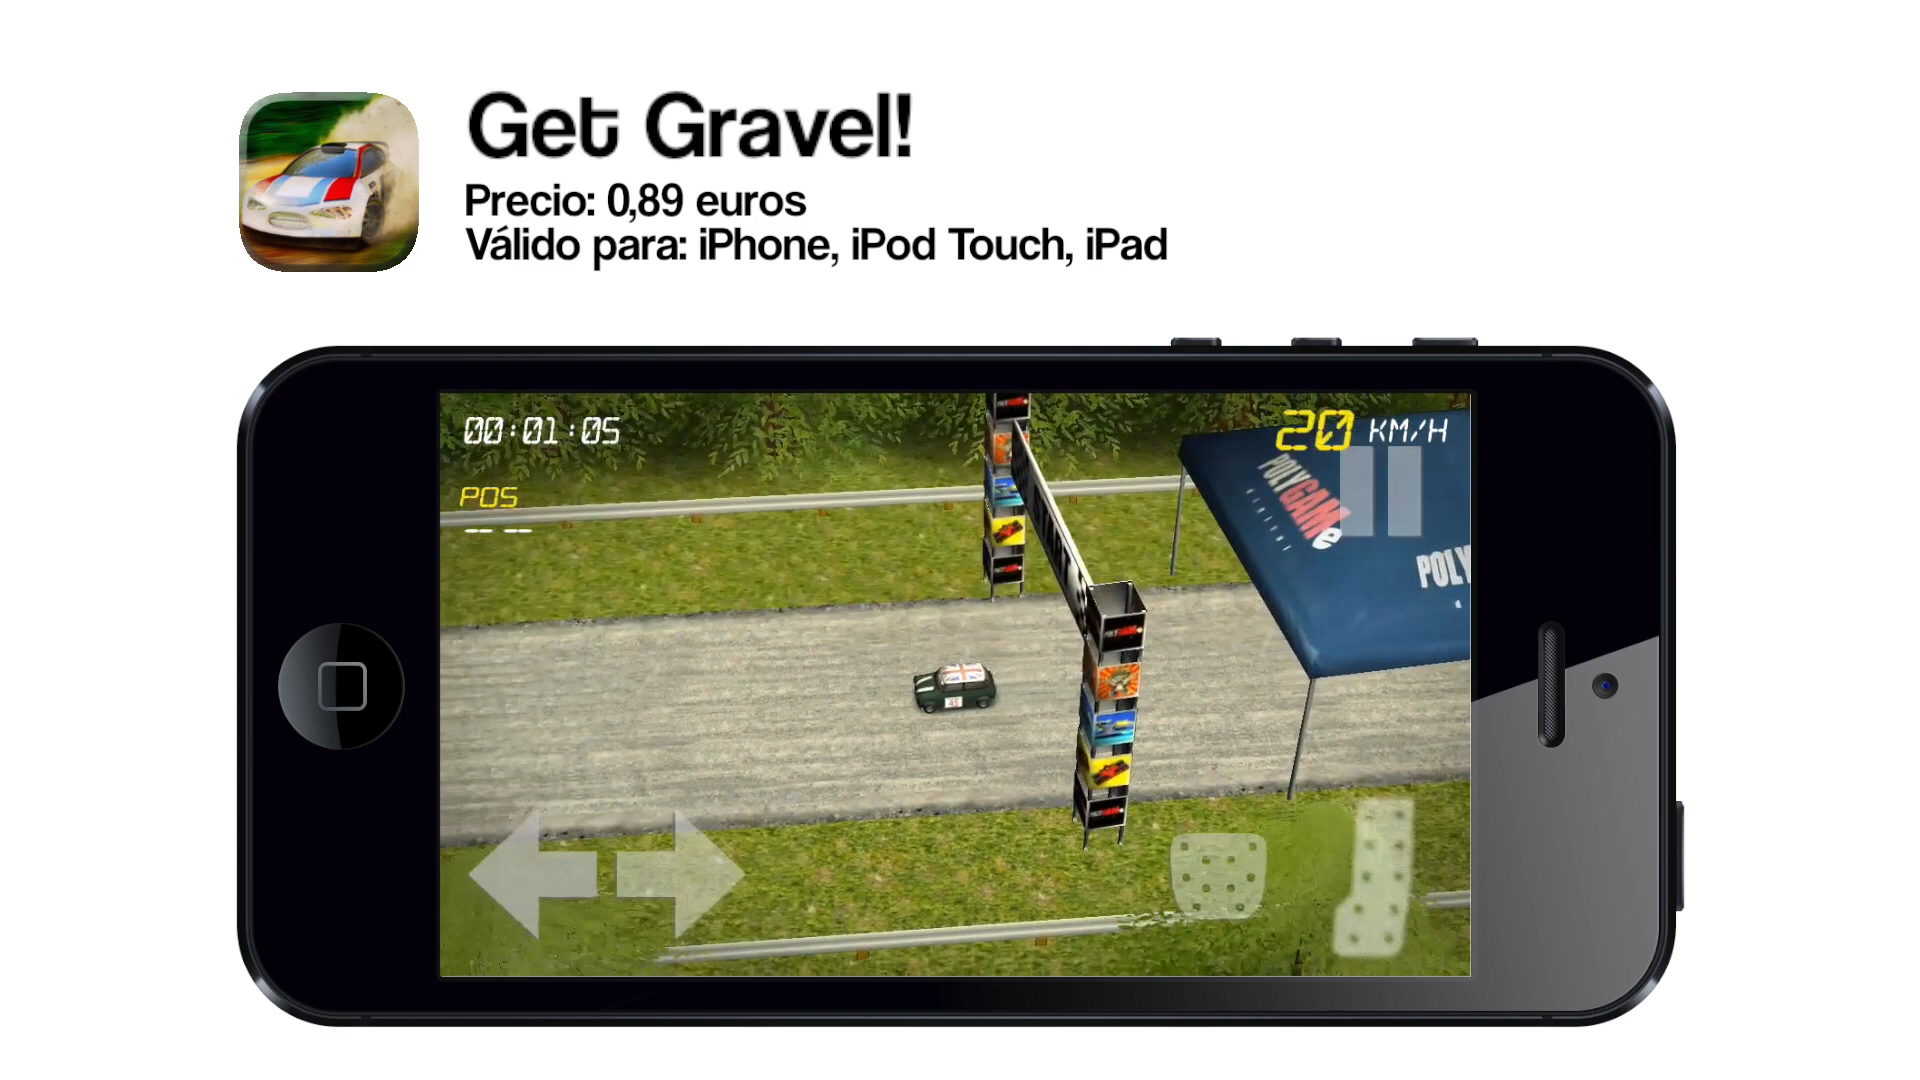 Get Gravel!
Precio: 0,89 euros
Válido para: iPhone, iPod Touch, iPad
00:01:05
20 KM/H
POS
-- --
POLYGAMe
POLY
45